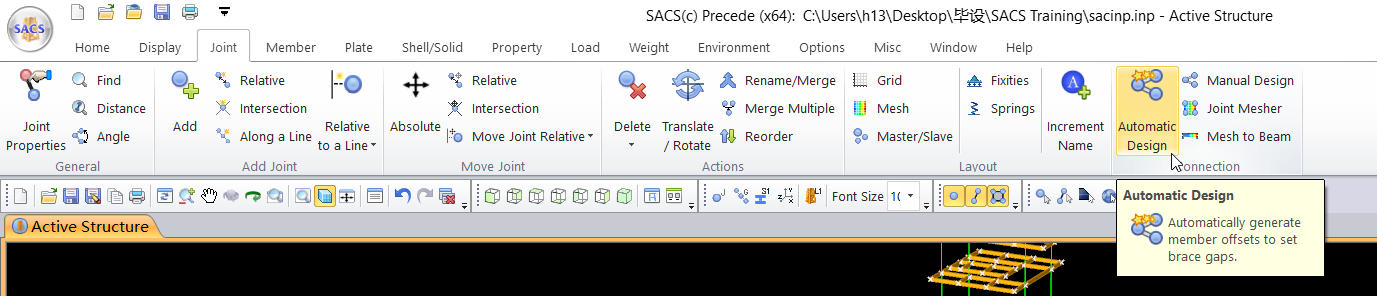 SACS(c) Precede (x64): C:\Users\h13\Desktop\毕设\SACS Training\sacinp.inp - Active Structure
SACS
Home Display Joint Member Plate Shell/Solid Property Load Weight Environment Options Misc Window Help
Joint Properties
Find
Distance
Angle
General
Add
Relative
Intersection
Along a Line
Relative to a Line
Add Joint
Absolute
Relative
Intersection
Move Joint Relative
Move Joint
Delete
Translate / Rotate
Rename/Merge
Merge Multiple
Reorder
Actions
Grid
Mesh
Master/Slave
Fixities
Springs
Increment Name
Layout
Automatic Design
Manual Design
Joint Mesher
Mesh to Beam
onnection
Font Size
Active Structure
Automatic Design
Automatically generate
member offsets to set
brace gaps.